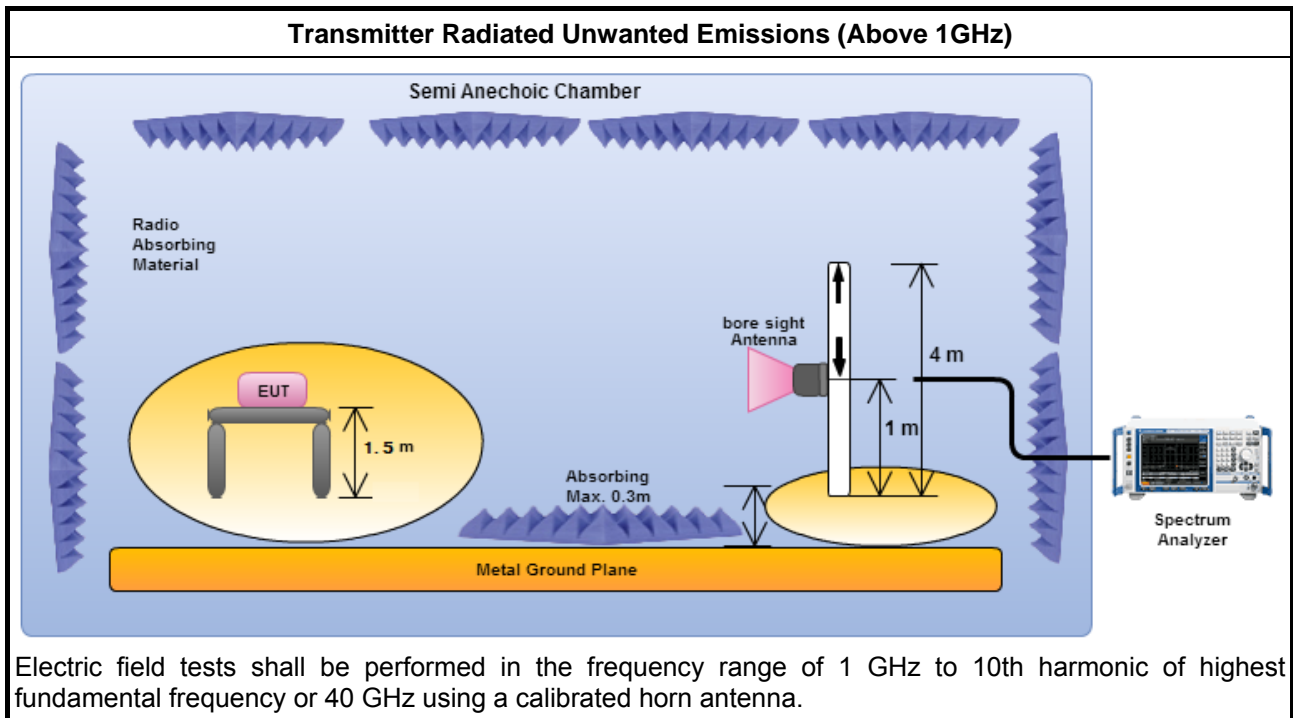 Transmitter Radiated Unwanted Emissions (Above 1GHz)
Semi Anechoic Chamber
Radio
Absorbing
Material
bore sight
Antenna
4 m
EUT
1. 5 m
1 m
Absorbing
Max. 0.3m
Spectrum
Analyzer
Metal Ground Plane
Electric field tests shall be performed in the frequency range of 1 GHz to 10th harmonic of highest
fundamental frequency or 40 GHz using a calibrated horn antenna.